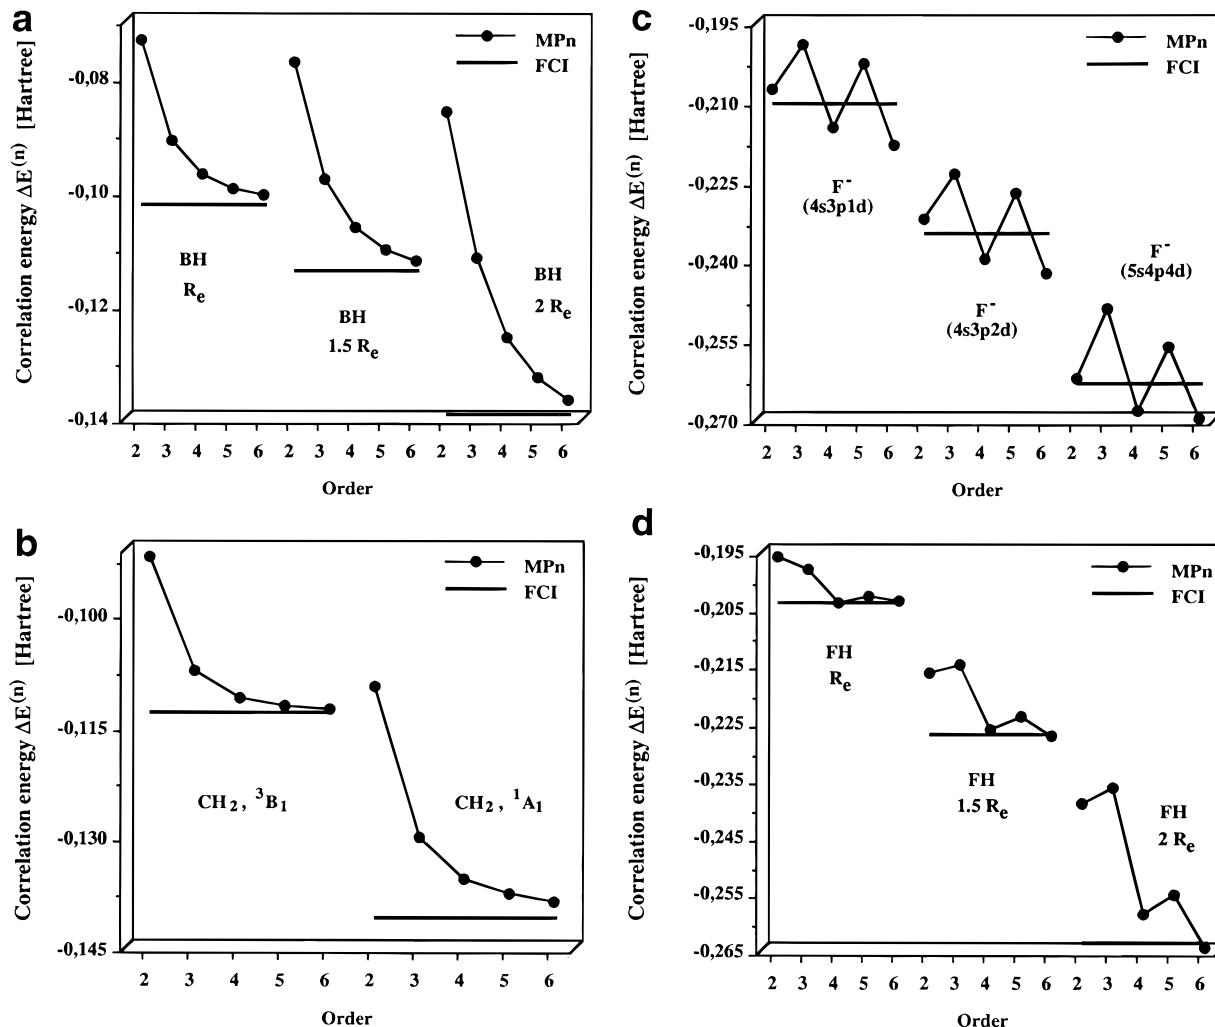 a
Correlation energy ΔE(n) [Hartree]
-0,08
-0,10
-0,12
-0,14
MPn
FCI
BH
Re
BH
1.5 Re
BH
2 Re
2 3 4 5 6 2 3 4 5 6 2 3 4 5 6
Order
c
Correlation energy ΔE(n) [Hartree]
-0,195
-0,210
-0,225
-0,240
-0,255
-0,270
MPn
FCI
F-
(4s3p1d)
F-
(4s3p2d)
F-
(5s4p4d)
2 3 4 5 6 2 3 4 5 6 2 3 4 5 6
Order
b
Correlation energy ΔE(n) [Hartree]
-0,100
-0,115
-0,130
-0,145
MPn
FCI
CH2, 3B1
CH2, 1A1
2 3 4 5 6 2 3 4 5 6
Order
d
Correlation energy ΔE(n) [Hartree]
-0,195
-0,205
-0,215
-0,225
-0,235
-0,245
-0,255
-0,265
MPn
FCI
FH
Re
FH
1.5 Re
FH
2 Re
2 3 4 5 6 2 3 4 5 6 2 3 4 5 6
Order